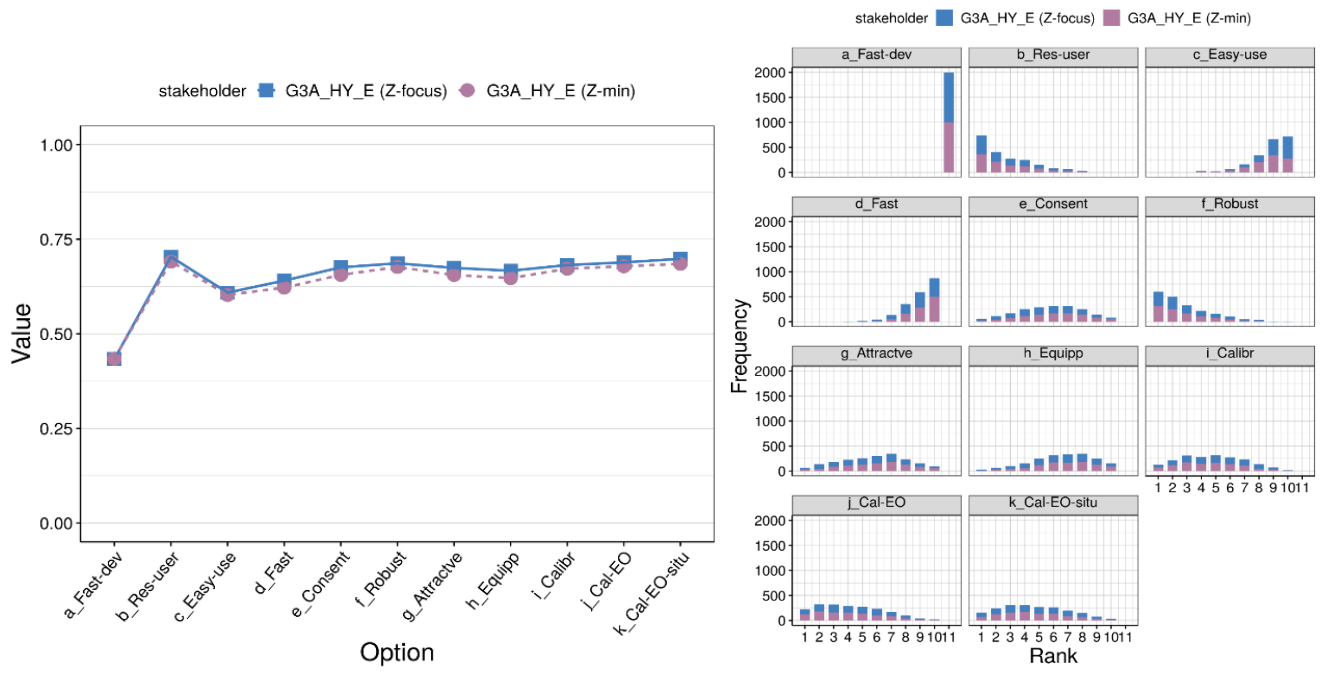 stakeholder G3A_HY_E (Z-focus) G3A_HY_E (Z-min)
1.00
0.75
0.50
0.25
0.00
Value
a_Fast-dev
b_Res-user
c_Easy-use
d_Fast
e_Consent
f_Robust
g_Attractve
h_Equipp
i_Calibr
j_Cal-EO
k_Cal-EO-situ
Option
stakeholder G3A_HY_E (Z-focus) G3A_HY_E (Z-min)
a_Fast-dev b_Res-user c_Easy-use
2000
1500
1000
500
0
d_Fast e_Consent f_Robust
2000
1500
1000
500
0
Frequency
g_Attractve h_Equipp i_Calibr
2000
1500
1000
500
0
1 2 3 4 5 6 7 8 9 10 11
j_Cal-EO k_Cal-EO-situ
2000
1500
1000
500
0
1 2 3 4 5 6 7 8 9 10 11 1 2 3 4 5 6 7 8 9 10 11
Rank